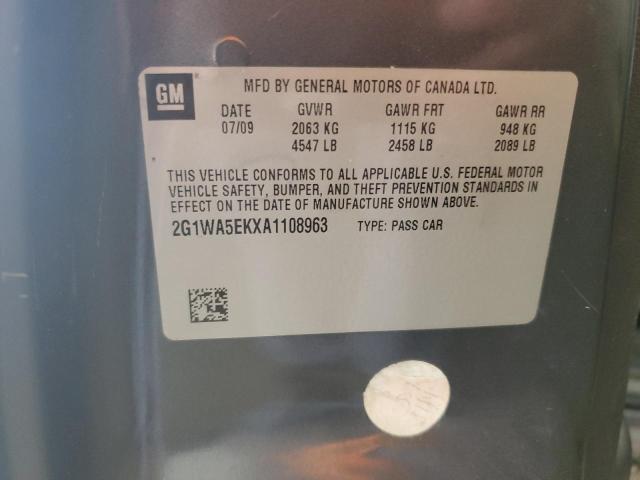 GM MFD BY GENERAL MOTORS OF CANADA LTD.
DATE GVWR GAWR FRT GAWR RR
07/09 2063 KG 1115 KG 948 KG
4547 LB 2458 LB 2089 LB
THIS VEHICLE CONFORMS TO ALL APPLICABLE U.S. FEDERAL MOTOR
VEHICLE SAFETY, BUMPER, AND THEFT PREVENTION STANDARDS IN
EFFECT ON THE DATE OF MANUFACTURE SHOWN ABOVE.
2G1WA5EKXA1108963 TYPE: PASS CAR